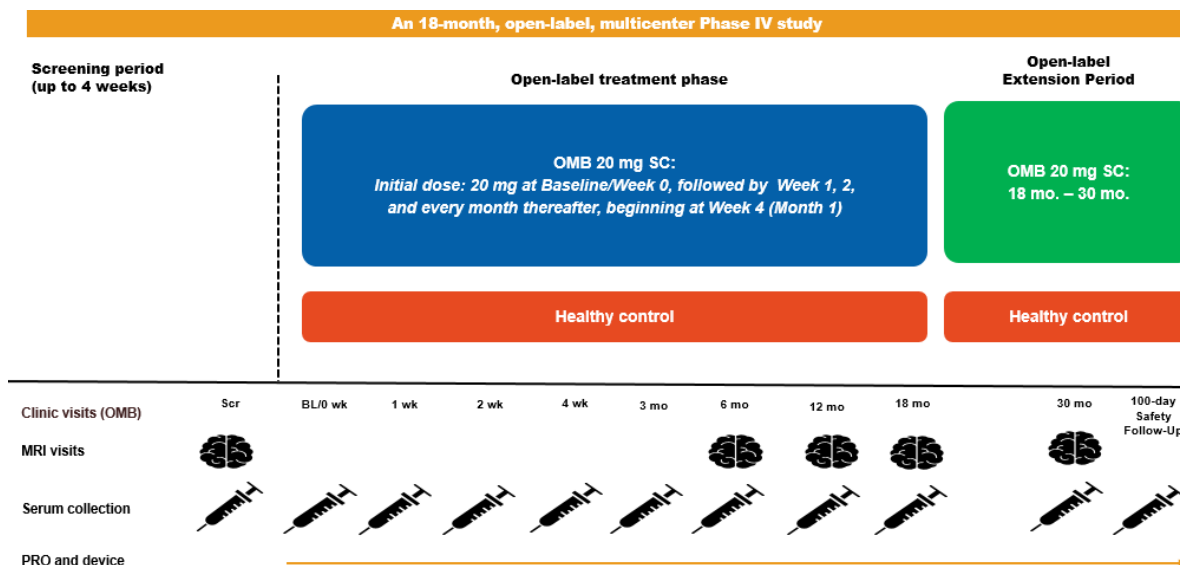 An 18-month, open-label, multicenter Phase IV study
Screening period
(up to 4 weeks)
Open-label treatment phase
Open-label
Extension Period
OMB 20 mg SC:
Initial dose: 20 mg at Baseline/Week 0, followed by Week 1, 2,
and every month thereafter, beginning at Week 4 (Month 1)
OMB 20 mg SC:
18 mo. – 30 mo.
Healthy control
Healthy control
Clinic visits (OMB)
Scr
BL/0 wk
1 wk
2 wk
4 wk
3 mo
6 mo
12 mo
18 mo
30 mo
100-day
Safety
Follow-Up
MRI visits
Serum collection
PRO and device